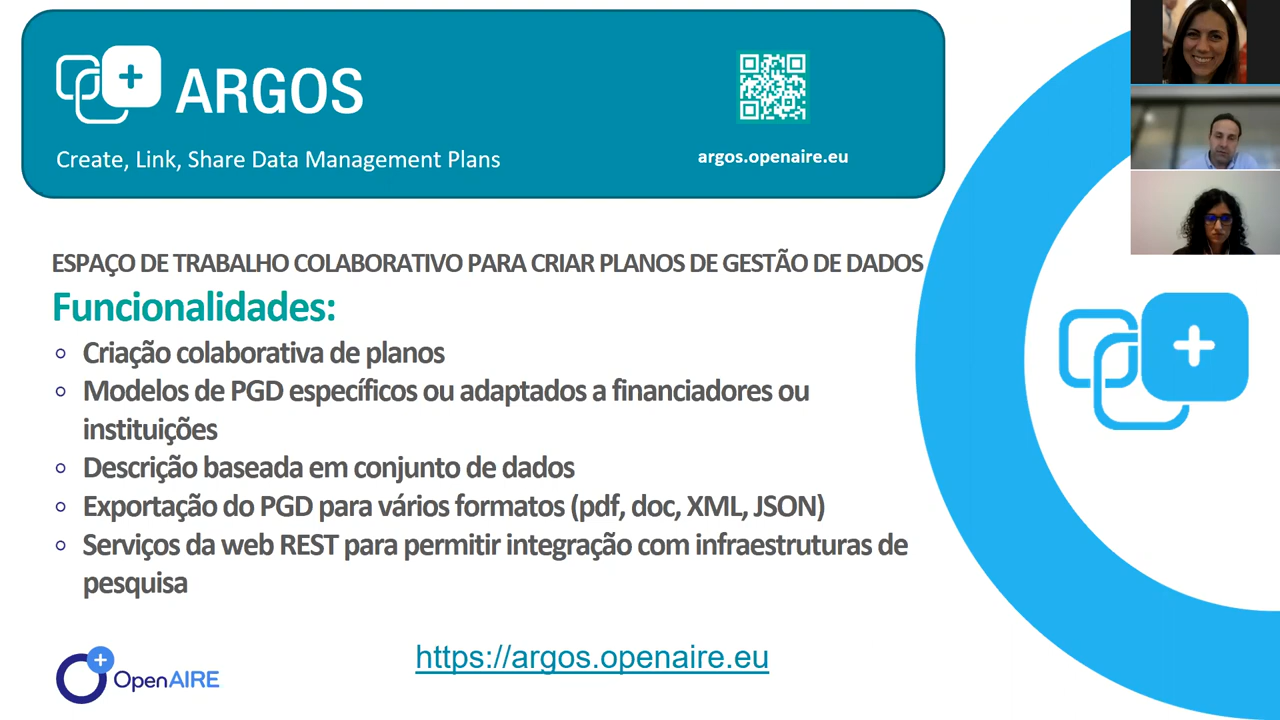 ARGOS
Create, Link, Share Data Management Plans
argos.openaire.eu
ESPAÇO DE TRABALHO COLABORATIVO PARA CRIAR PLANOS DE GESTÃO DE DADOS
Funcionalidades:
Criação colaborativa de planos
Modelos de PGD específicos ou adaptados a financiadores ou
instituições
Descrição baseada em conjunto de dados
Exportação do PGD para vários formatos (pdf, doc, XML, JSON)
Serviços da web REST para permitir integração com infraestruturas de
pesquisa
OpenAIRE
https://argos.openaire.eu